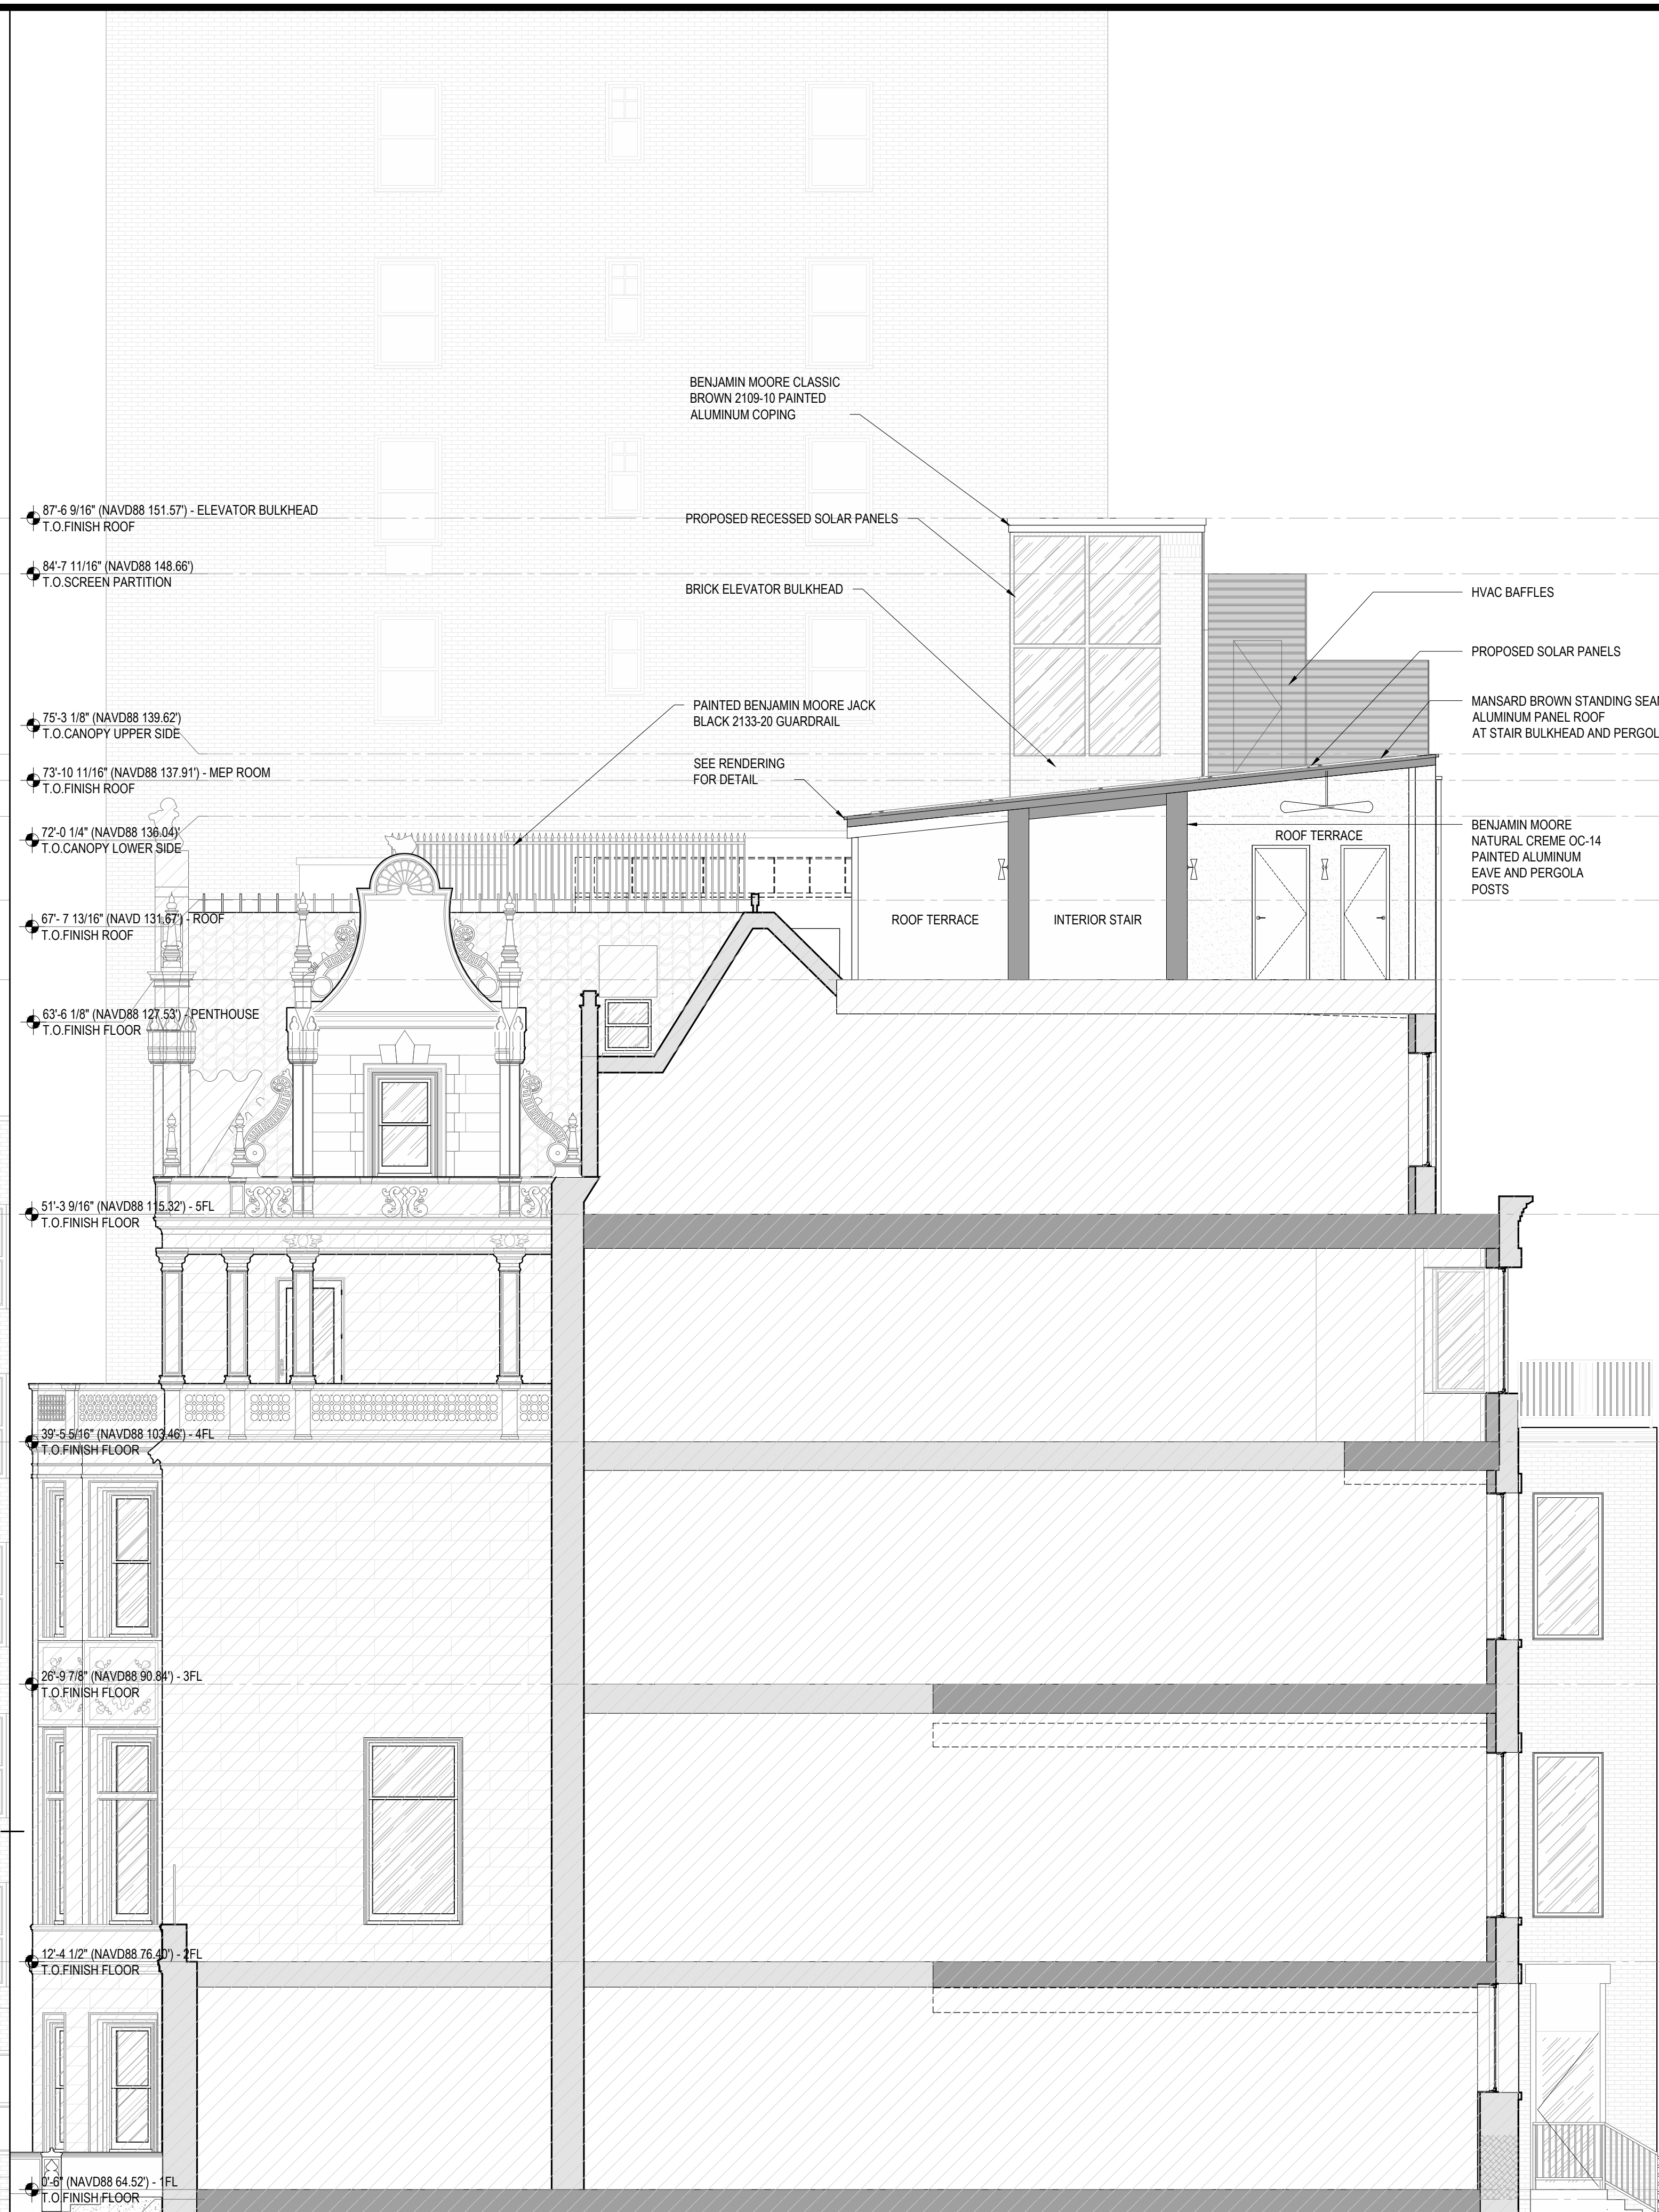 BENJAMIN MOORE CLASSIC
BROWN 2109-10 PAINTED
ALUMINUM COPING
87'-6 9/16" (NAVD88 151.57') - ELEVATOR BULKHEAD
T.O.FINISH ROOF
PROPOSED RECESSED SOLAR PANELS
84'-7 11/16" (NAVD88 148.66')
T.O.SCREEN PARTITION
BRICK ELEVATOR BULKHEAD
HVAC BAFFLES
PROPOSED SOLAR PANELS
PAINTED BENJAMIN MOORE JACK
BLACK 2133-20 GUARDRAIL
MANSARD BROWN STANDING SEA
ALUMINUM PANEL ROOF
AT STAIR BULKHEAD AND PERGOL
75'-3 1/8" (NAVD88 139.62')
T.O.CANOPY UPPER SIDE
SEE RENDERING
FOR DETAIL
73'-10 11/16" (NAVD88 137.91') - MEP ROOM
T.O.FINISH ROOF
72'-0 1/4" (NAVD88 136.04)'
T.O.CANOPY LOWER SIDE
ROOF TERRACE
BENJAMIN MOORE
NATURAL CREME OC-14
PAINTED ALUMINUM
EAVE AND PERGOLA
POSTS
67'- 7 13/16" (NAVD 131.67') - ROOF
T.O.FINISH ROOF
ROOF TERRACE
INTERIOR STAIR
63'-6 1/8" (NAVD88 127.53') - PENTHOUSE
T.O.FINISH FLOOR
51'-3 9/16" (NAVD88 115.32') - 5FL
T.O.FINISH FLOOR
39'-5 5/16" (NAVD88 103.46') - 4FL
T.O.FINISH FLOOR
26'-9 7/8" (NAVD88 90.84') - 3FL
T.O.FINISH FLOOR
12'-4 1/2" (NAVD88 76.40') - 2FL
T.O.FINISH FLOOR
0'-6" (NAVD88 64.52') - 1FL
T.O.FINISH FLOOR